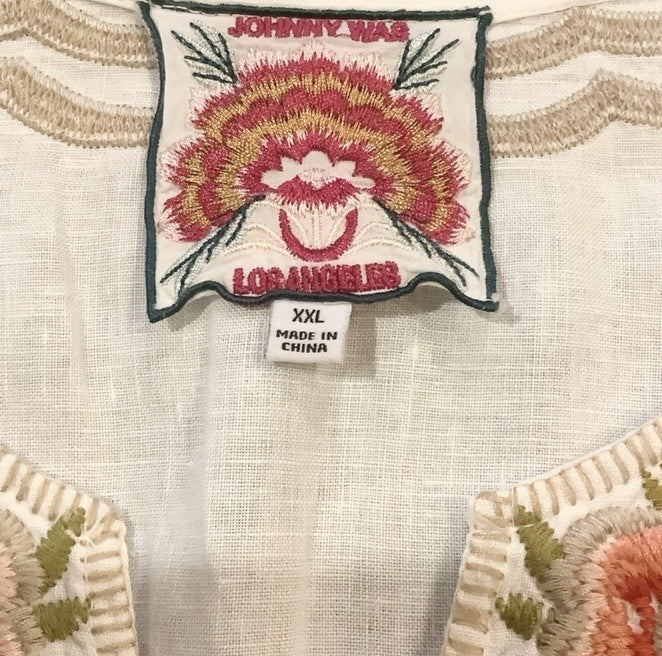 JOHNNY WAS
LOS ANGELES
XXL
MADE IN
CHINA